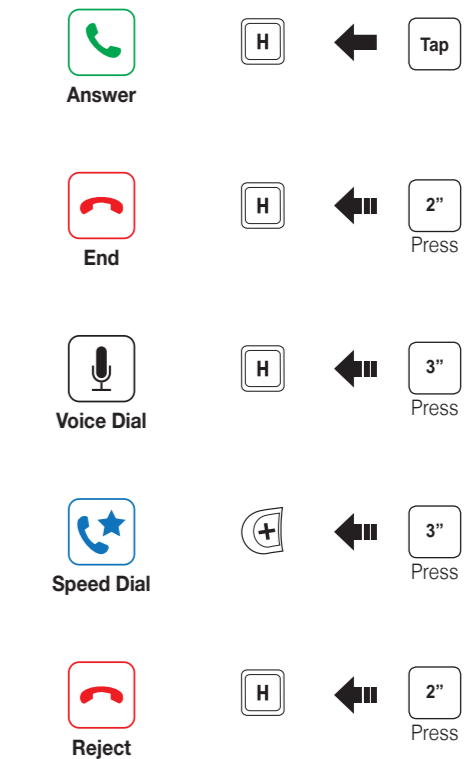 H
Tap
Answer
H
2”
End
Press
H
3”
Voice Dial
Press
+
3”
Speed Dial
Press
H
2”
Reject
Press